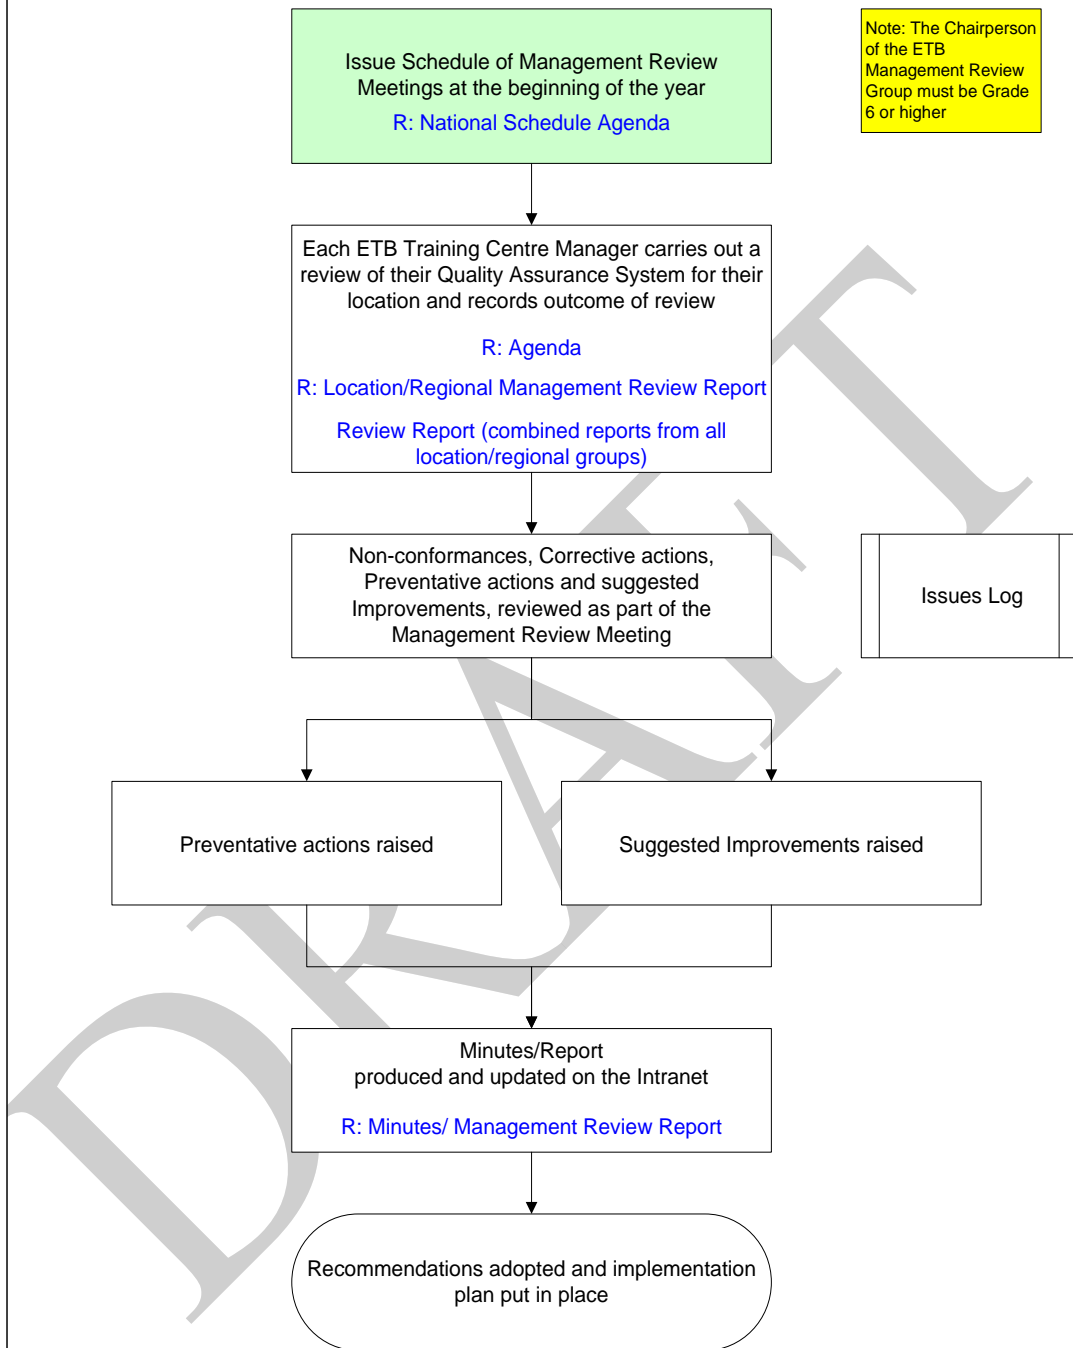 Issue Schedule of Management Review
Meetings at the beginning of the year
R: National Schedule Agenda
Note: The Chairperson
of the ETB
Management Review
Group must be Grade
6 or higher
Each ETB Training Centre Manager carries out a
review of their Quality Assurance System for their
location and records outcome of review
R: Agenda
R: Location/Regional Management Review Report
Review Report (combined reports from all
location/regional groups)
Non-conformances, Corrective actions,
Preventative actions and suggested
Improvements, reviewed as part of the
Management Review Meeting
Issues Log
Preventative actions raised
Suggested Improvements raised
Minutes/Report
produced and updated on the Intranet
R: Minutes/ Management Review Report
Recommendations adopted and implementation
plan put in place
DRAFT